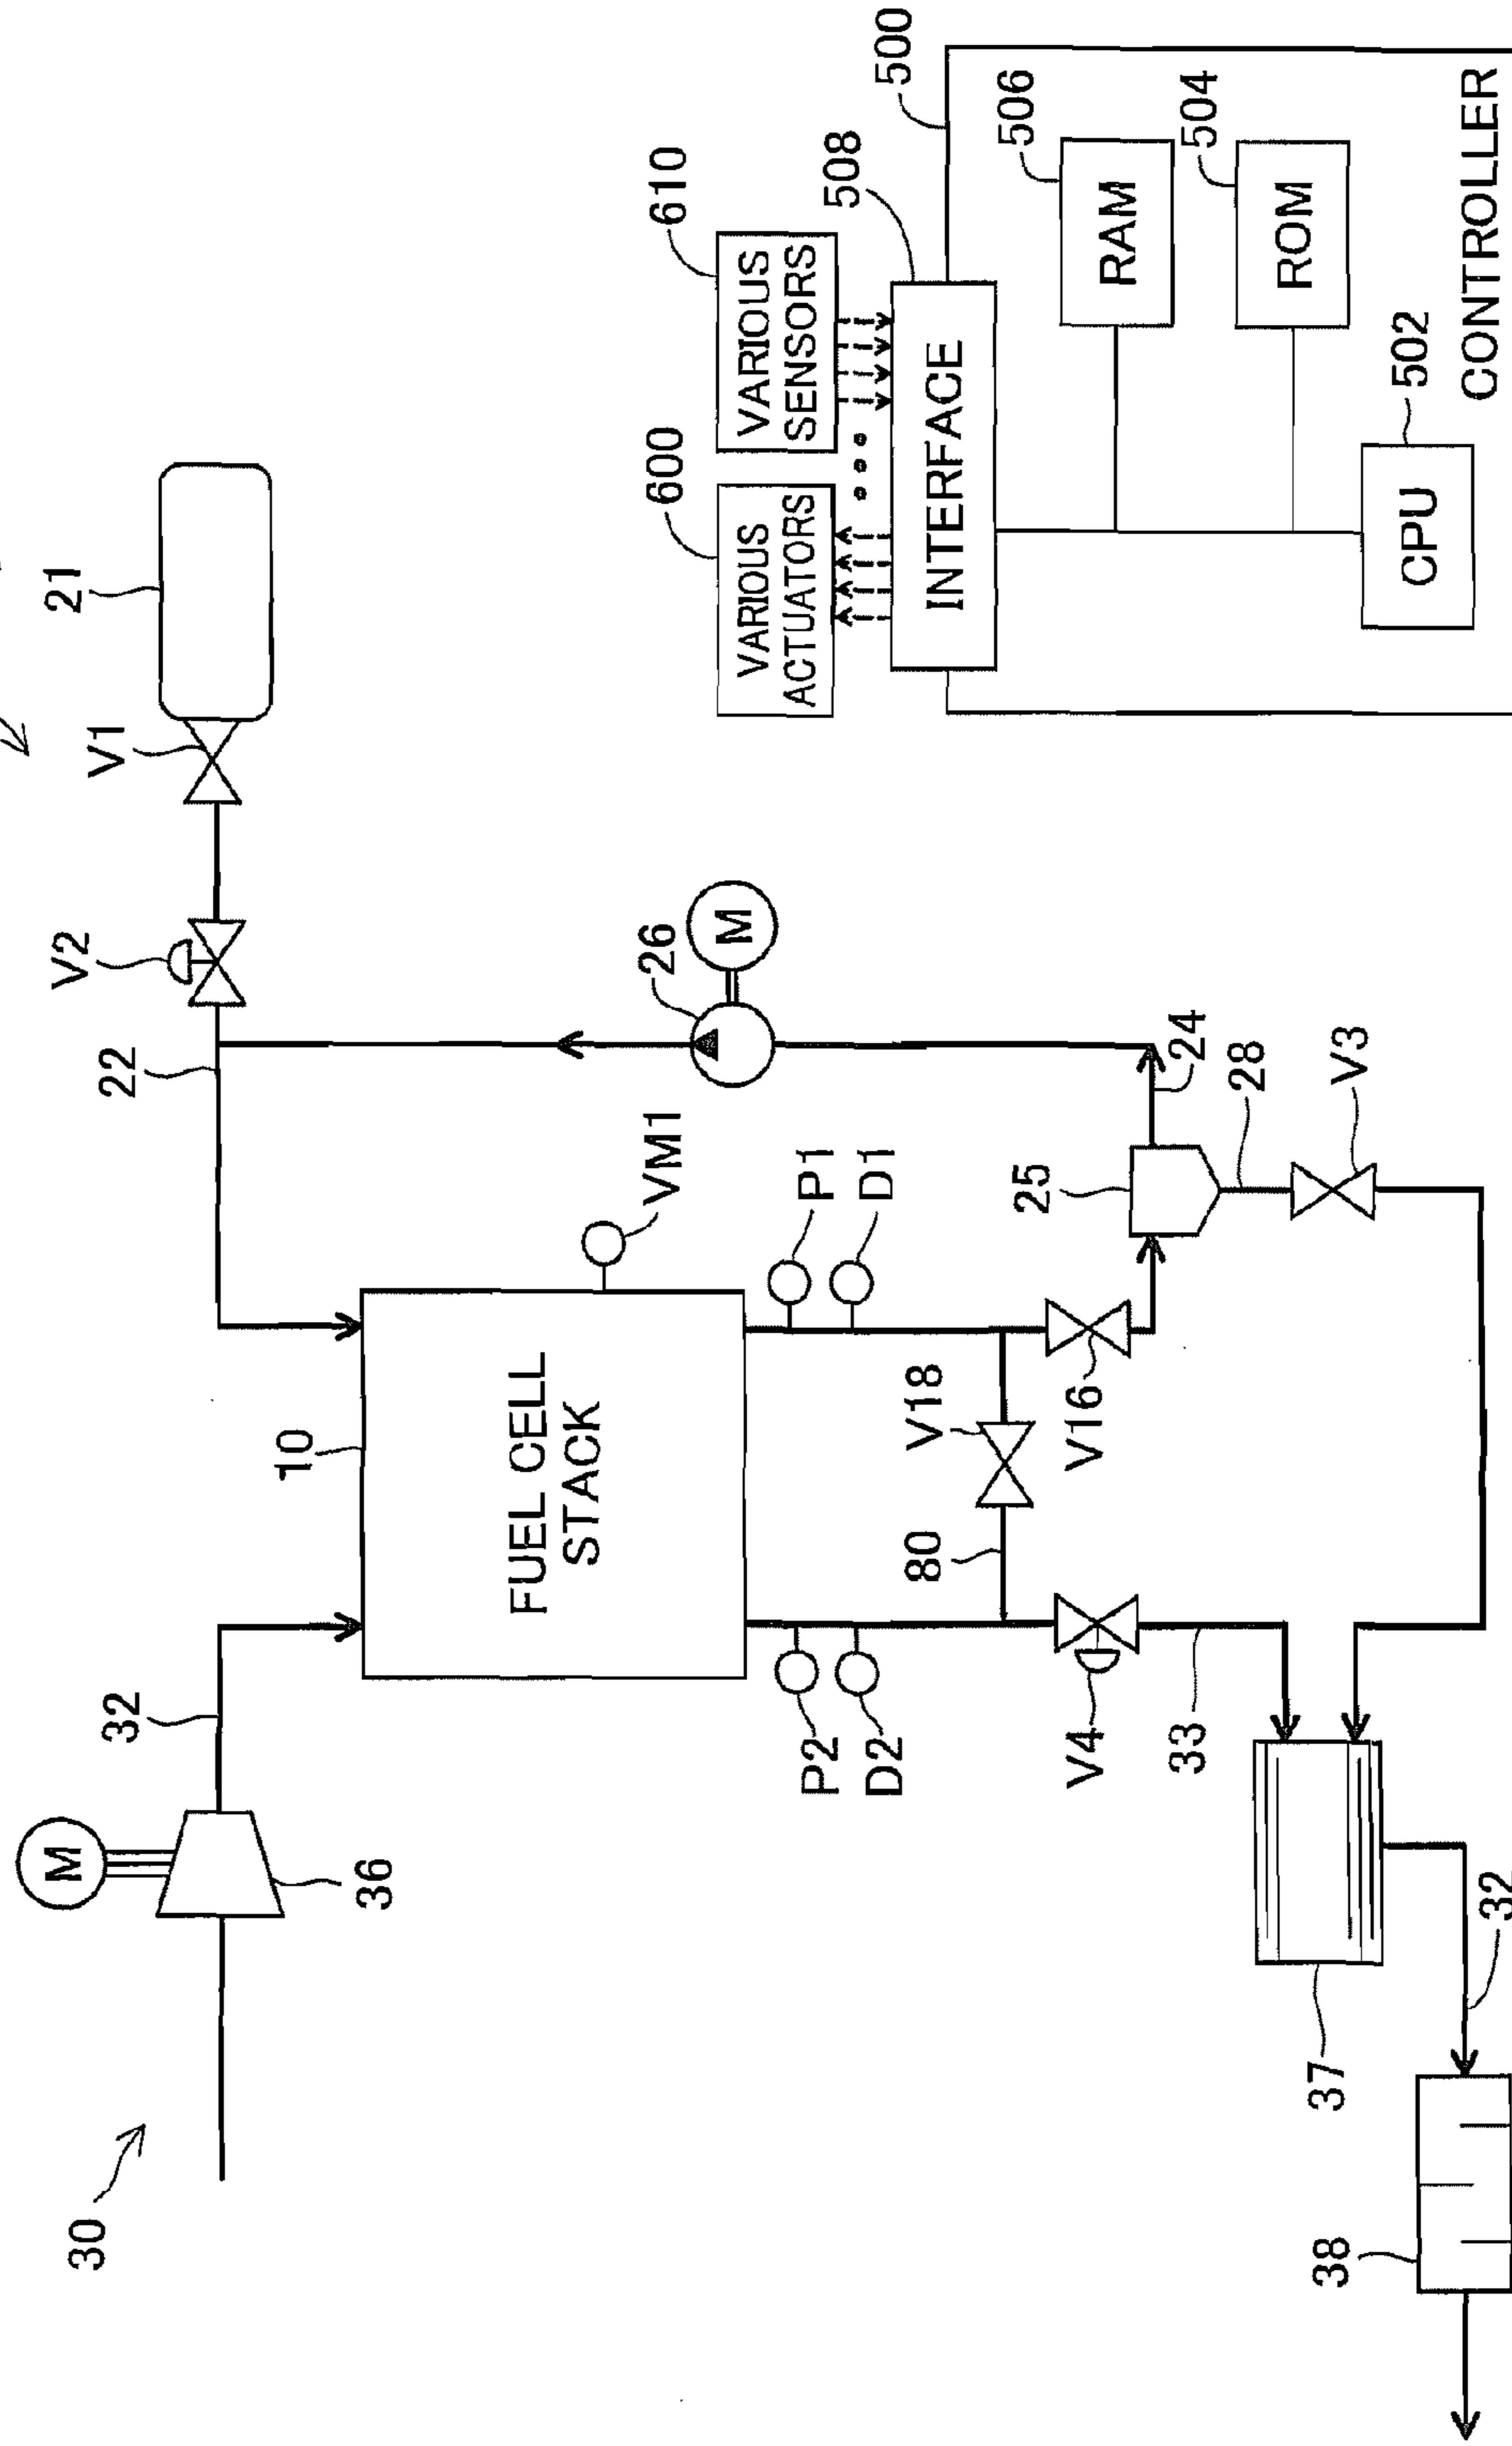 30
M
36
32
22
V2
V1
21
10
FUEL CELL
STACK
VM1
26
M
P2
D2
P1
D1
80
V18
V16
V4
33
25
24
28
V3
37
38
32
600
VARIOUS
ACTUATORS
610
VARIOUS
SENSORS
508
INTERFACE
500
506
RAM
504
ROM
502
CPU
CONTROLLER